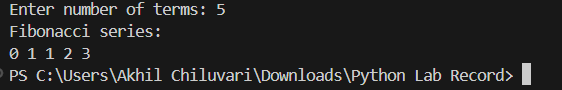 Enter number of terms: 5
Fibonacci series:
0 1 1 2 3
PS C:\Users\Akhil Chiluvari\Downloads\Python Lab Record>